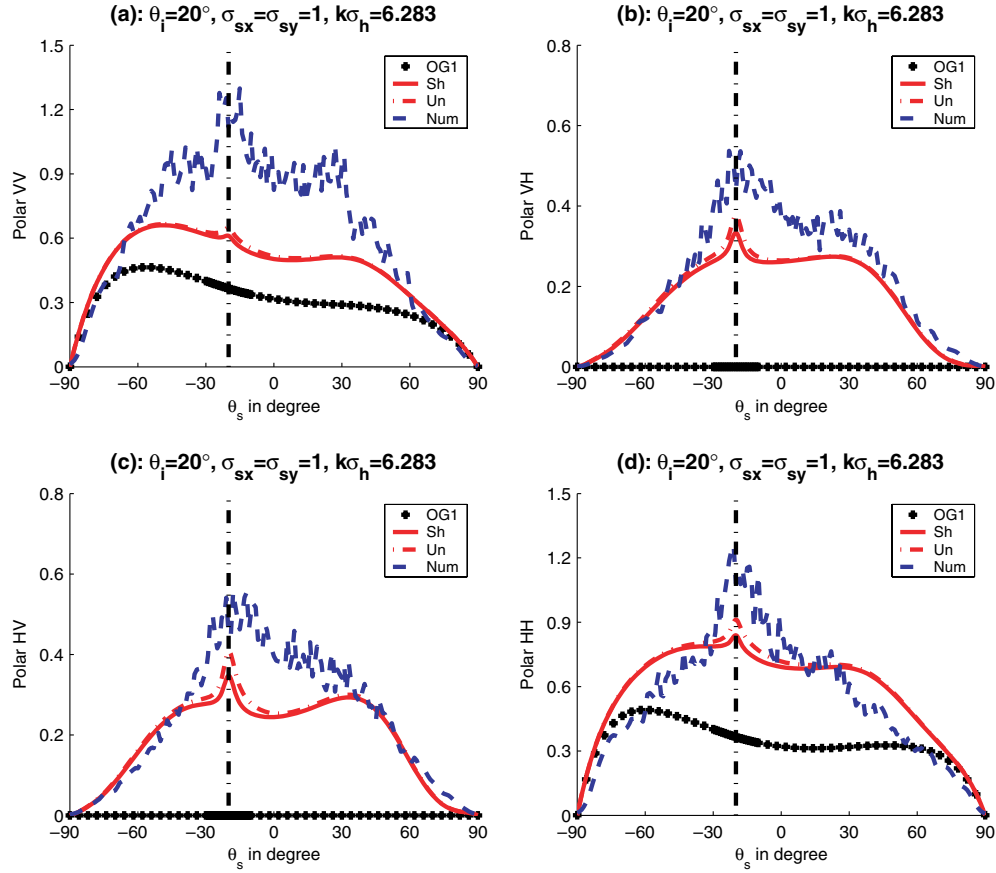 (a): θi=20°, σsx=σsy=1, kσh=6.283
1.5
1.2
0.9
0.6
0.3
0
Polar VV
OG1
Sh
Un
Num
−90
−60
−30
0
30
60
90
θs in degree
(b): θi=20°, σsx=σsy=1, kσh=6.283
0.8
0.6
0.4
0.2
0
Polar VH
OG1
Sh
Un
Num
−90
−60
−30
0
30
60
90
θs in degree
(c): θi=20°, σsx=σsy=1, kσh=6.283
0.8
0.6
0.4
0.2
0
Polar HV
OG1
Sh
Un
Num
−90
−60
−30
0
30
60
90
θs in degree
(d): θi=20°, σsx=σsy=1, kσh=6.283
1.5
1.2
0.9
0.6
0.3
0
Polar HH
OG1
Sh
Un
Num
−90
−60
−30
0
30
60
90
θs in degree